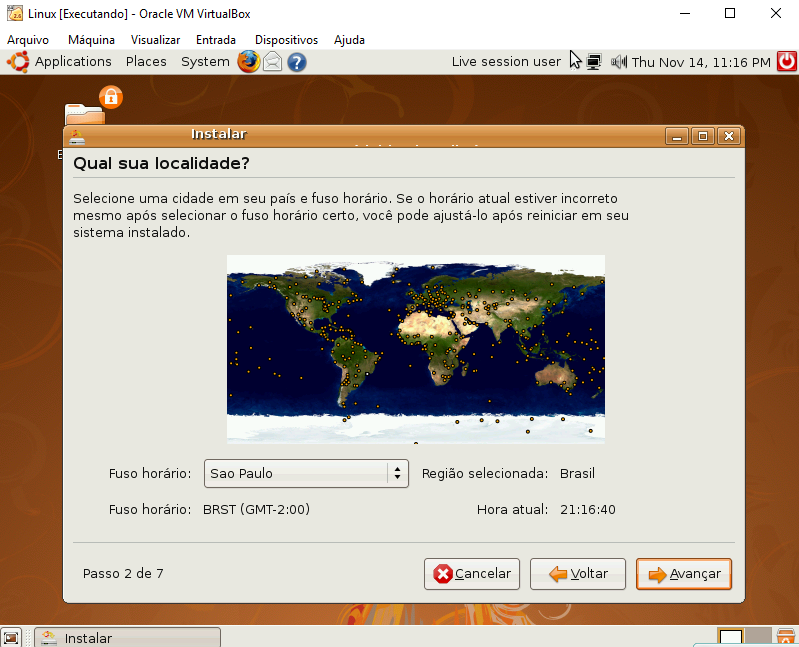 Linux [Executando] - Oracle VM VirtualBox
Arquivo Máquina Visualizar Entrada Dispositivos Ajuda
Applications Places System Live session user Thu Nov 14, 11:16 PM
Instalar
Qual sua localidade?
Selecione uma cidade em seu país e fuso horário. Se o horário atual estiver incorreto
mesmo após selecionar o fuso horário certo, você pode ajustá-lo após reiniciar em seu
sistema instalado.
Fuso horário: Sao Paulo Região selecionada: Brasil
Fuso horário: BRST (GMT-2:00) Hora atual: 21:16:40
Passo 2 de 7 Cancelar Voltar Avançar
Instalar